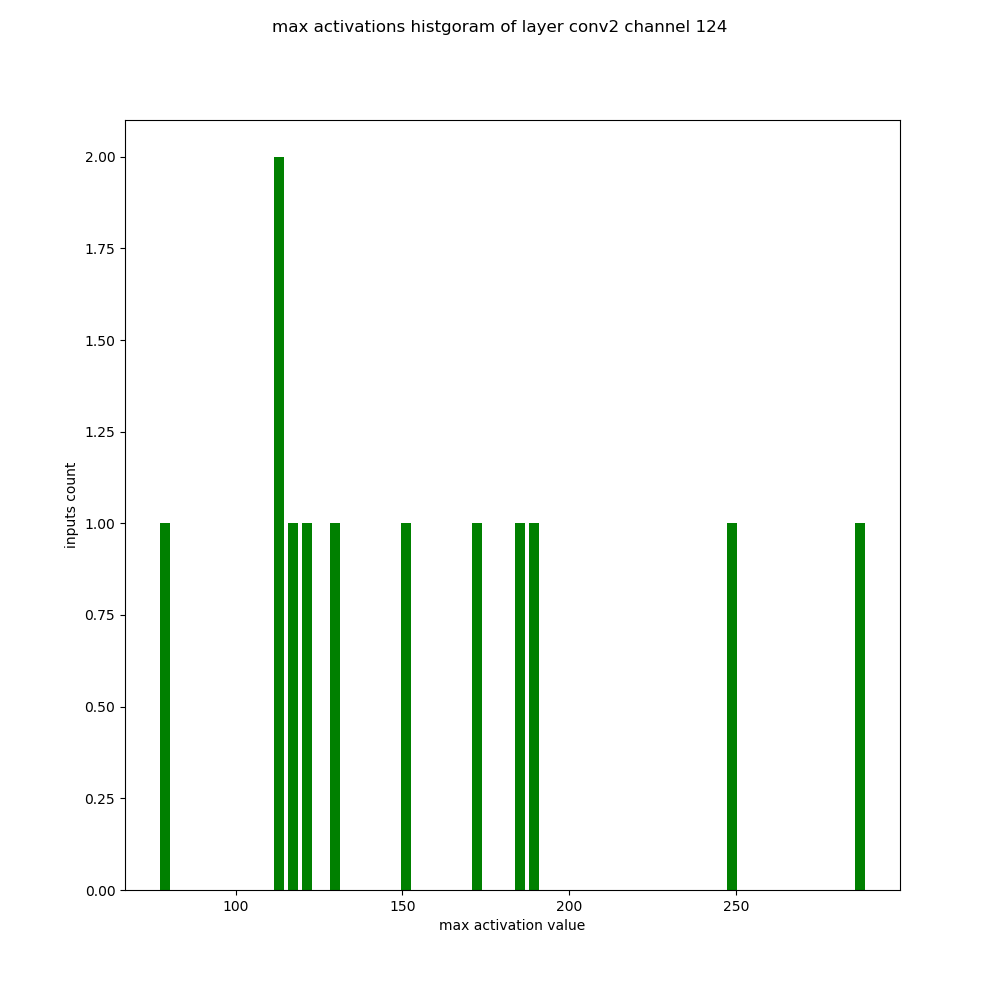 max activations histgoram of layer conv2 channel 124
2.00
1.75
1.50
1.25
1.00
0.75
0.50
0.25
0.00
inputs count
100 150 200 250
max activation value